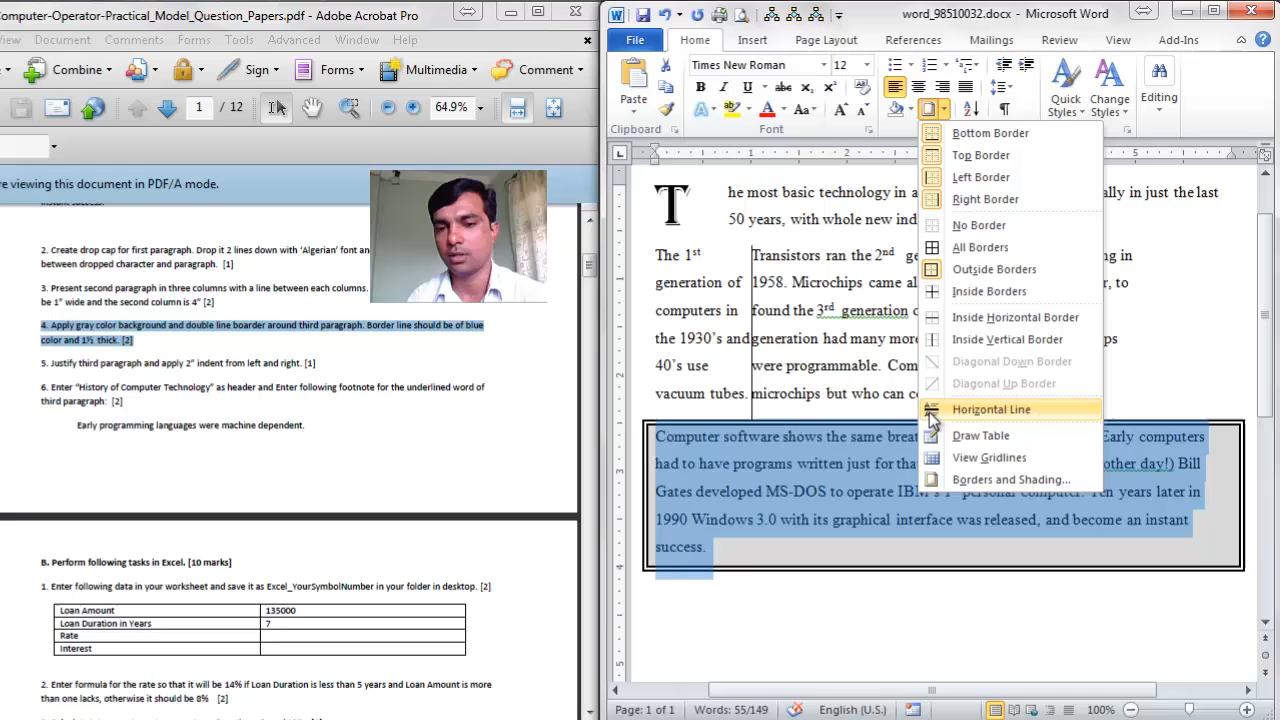 Computer-Operator-Practical_Model_Question_Papers.pdf - Adobe Acrobat Pro
View Document Comments Forms Tools Advanced Window Help
Combine Sign Forms Multimedia Comment
1 / 12 64.9%
re viewing this document in PDF/A mode.
instant success.
2. Create drop cap for first paragraph. Drop it 2 lines down with 'Algerian' font an
between dropped character and paragraph. [1]
3. Present second paragraph in three columns with a line between each columns.
be 1" wide and the second column is 4" [2]
4. Apply gray color background and double line boarder around third paragraph. Border line should be of blue
color and 1½ thick. [2]
5. Justify third paragraph and apply 2" indent from left and right. [1]
6. Enter "History of Computer Technology" as header and Enter following footnote for the underlined word of
third paragraph: [2]
Early programming languages were machine dependent.
B. Perform following tasks in Excel. [10 marks]
1. Enter following data in your worksheet and save it as Excel_YourSymbolNumber in your folder in desktop. [2]
Loan Amount 135000
Loan Duration in Years 7
Rate
Interest
2. Enter formula for the rate so that it will be 14% if Loan Duration is less than 5 years and Loan Amount is more
than one lacks, otherwise it should be 8% [2]
word_98510032.docx - Microsoft Word
File Home Insert Page Layout References Mailings Review View Add-Ins
Times New Roman 12
Paste
Quick Styles
Change Styles
Editing
Clipboard Font
Bottom Border
Top Border
Left Border
Right Border
No Border
All Borders
Outside Borders
Inside Borders
Inside Horizontal Border
Inside Vertical Border
Diagonal Down Border
Diagonal Up Border
Horizontal Line
Draw Table
View Gridlines
Borders and Shading...
The most basic technology in a ally in just the last
50 years, with whole new ind
The 1st
generation of
computers in
the 1930's and
40's use
vacuum tubes.
Transistors ran the 2nd ge ng in
1958. Microchips came al r, to
found the 3rd generation c
generation had many more ps
were programmable. Com
microchips but who can c
Computer software shows the same breat Early computers
had to have programs written just for tha other day!) Bill
Gates developed MS-DOS to operate IBM's 1st personal computer. Ten years later in
1990 Windows 3.0 with its graphical interface was released, and become an instant
success.
Page: 1 of 1 Words: 55/149 English (U.S.) 100%